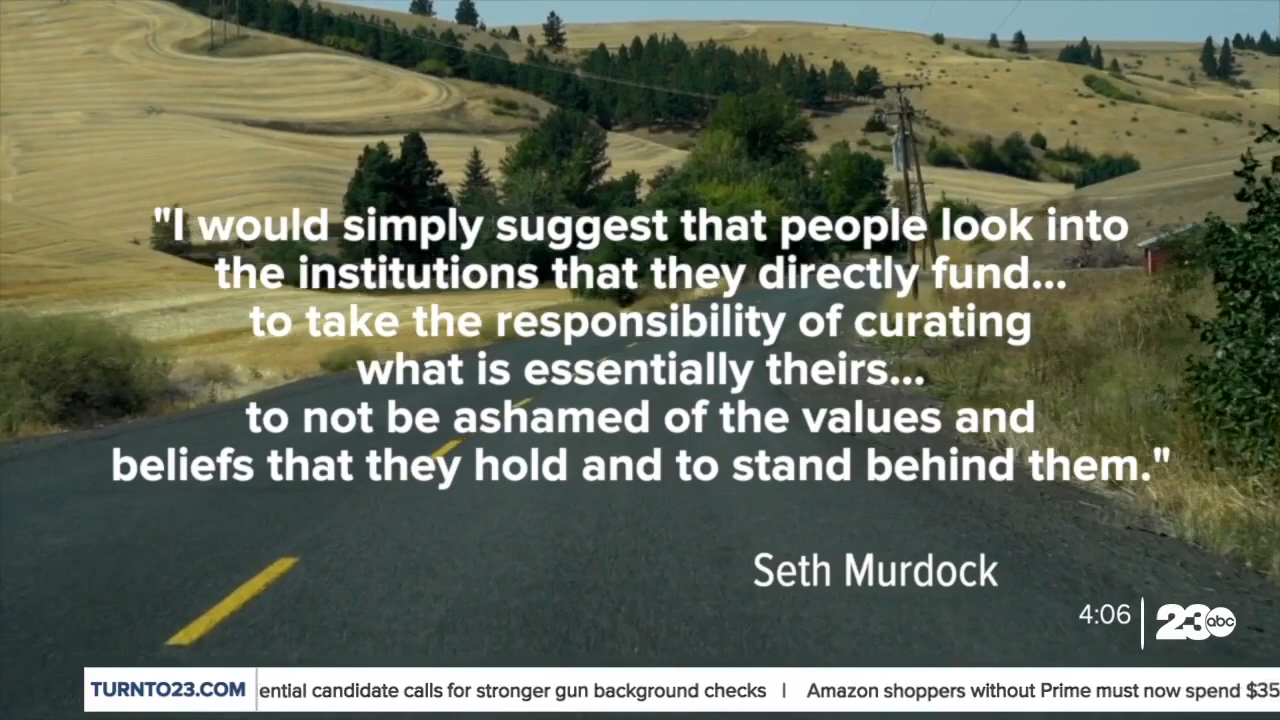 "I would simply suggest that people look into
the institutions that they directly fund...
to take the responsibility of curating
what is essentially theirs...
to not be ashamed of the values and
beliefs that they hold and to stand behind them."
Seth Murdock
4:06
23 abc
TURNTO23.COM
ential candidate calls for stronger gun background checks | Amazon shoppers without Prime must now spend $35